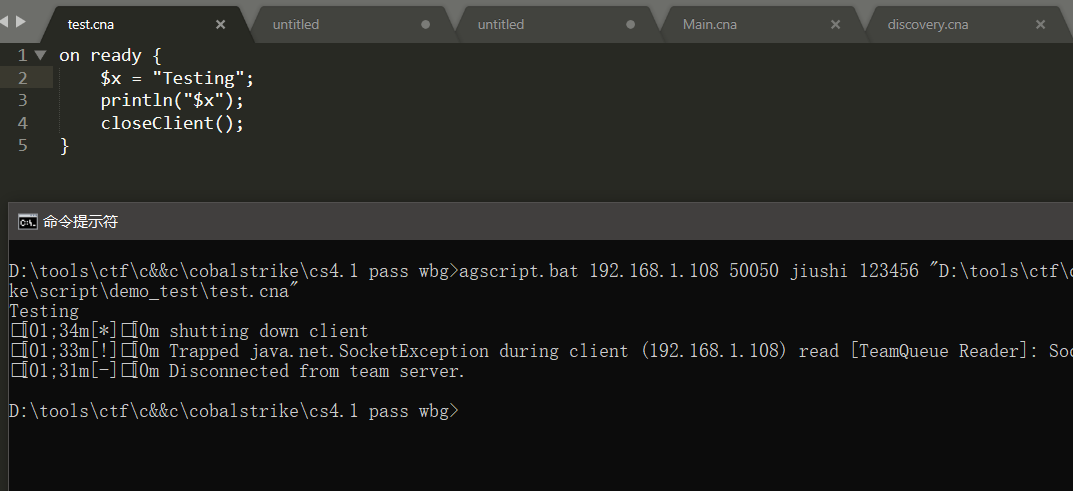 test.cna × untitled untitled Main.cna × discovery.cna ×
1 on ready {
2 $x = "Testing";
3 println("$x");
4 closeClient();
5 }
命令提示符
D:\tools\ctf\c&&c\cobalstrike\cs4.1 pass wbg>agscript.bat 192.168.1.108 50050 jiushi 123456 "D:\tools\ctf\c
ke\script\demo_test\test.cna"
Testing
□[01;34m[*]□[0m shutting down client
□[01;33m[!]□[0m Trapped java.net.SocketException during client (192.168.1.108) read [TeamQueue Reader]: Soc
□[01;31m[-]□[0m Disconnected from team server.
D:\tools\ctf\c&&c\cobalstrike\cs4.1 pass wbg>